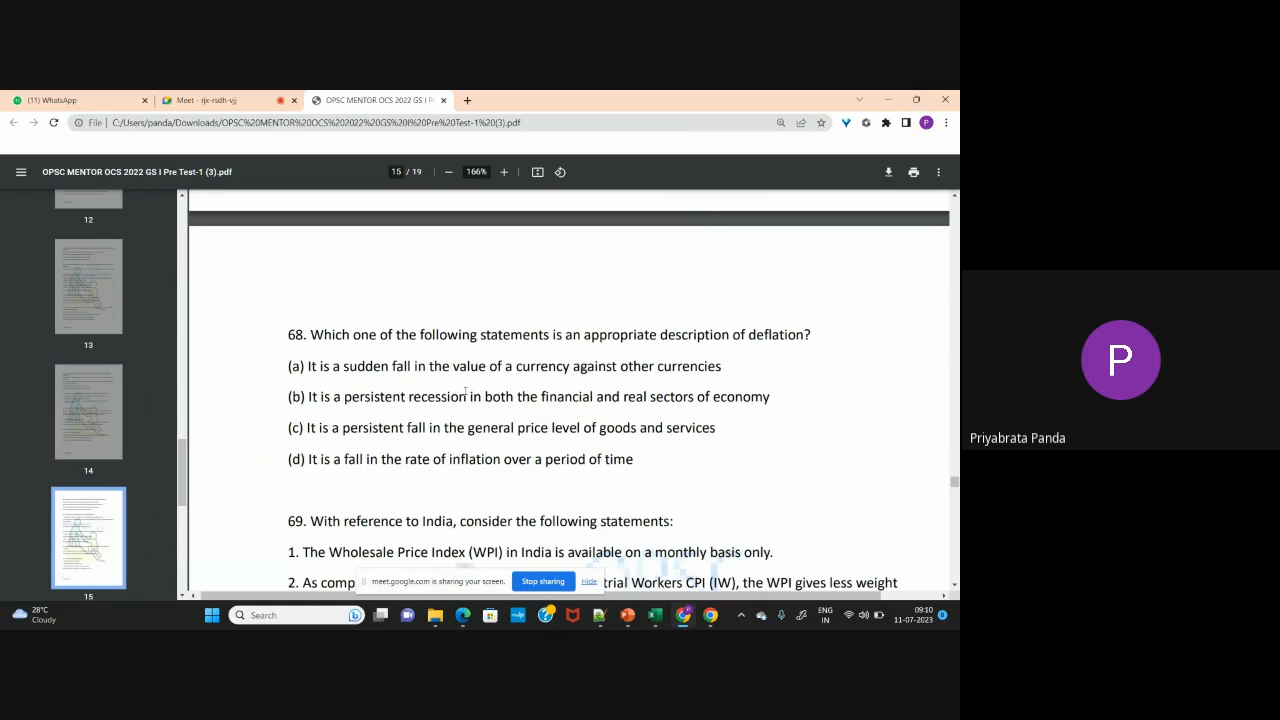 (11) WhatsApp
Meet - rjx-rsdh-vjj
OPSC MENTOR OCS 2022 GS I P
File | C:/Users/panda/Downloads/OPSC%20MENTOR%20OCS%202022%20GS%20I%20Pre%20Test-1%20(3).pdf
OPSC MENTOR OCS 2022 GS I Pre Test-1 (3).pdf
15 / 19
166%
12
13
14
15
68. Which one of the following statements is an appropriate description of deflation?
(a) It is a sudden fall in the value of a currency against other currencies
(b) It is a persistent recession in both the financial and real sectors of economy
(c) It is a persistent fall in the general price level of goods and services
(d) It is a fall in the rate of inflation over a period of time
69. With reference to India, consider the following statements:
1. The Wholesale Price Index (WPI) in India is available on a monthly basis only.
2. As comp trial Workers CPI (IW), the WPI gives less weight
meet.google.com is sharing your screen.
Stop sharing
Hide
P
Priyabrata Panda
28°C
Cloudy
Search
ENG
IN
09:10
11-07-2023